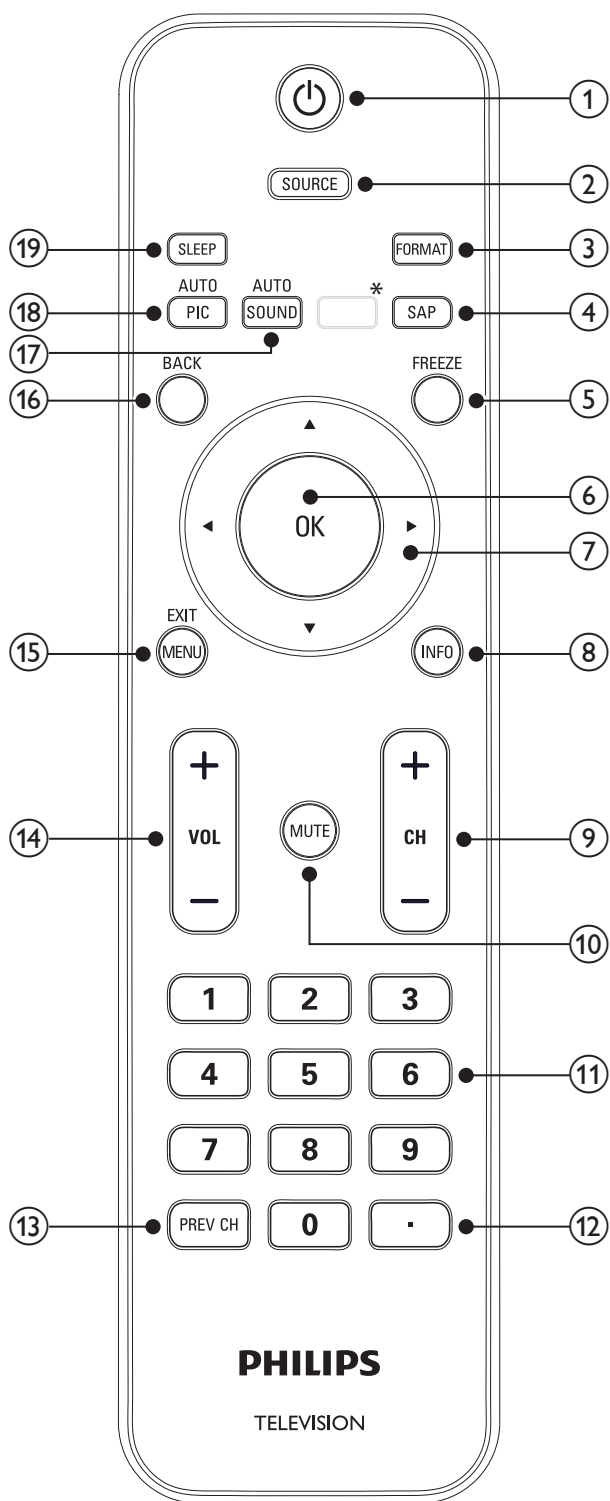 ①
SOURCE ②
⑲ SLEEP FORMAT ③
AUTO AUTO *
⑱ PIC SOUND SAP ④
⑰
BACK FREEZE
⑯ ⑤
⑥
OK
⑦
EXIT
⑮ MENU INFO ⑧
+ +
⑭ VOL MUTE CH ⑨
– –
⑩
1 2 3
4 5 6 ⑪
7 8 9
⑬ PREV CH 0 . ⑫
PHILIPS
TELEVISION